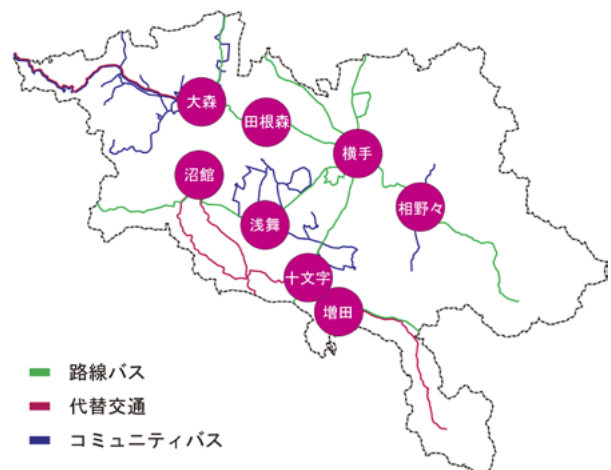 大森
田根森
横手
沼館
相野々
浅舞
十文字
増田
路線バス
代替交通
コミュニティバス